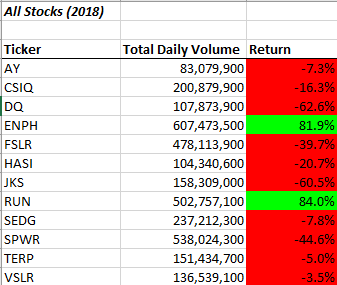 All Stocks (2018)
Ticker Total Daily Volume Return
AY 83,079,900 -7.3%
CSIQ 200,879,900 -16.3%
DQ 107,873,900 -62.6%
ENPH 607,473,500 81.9%
FSLR 478,113,900 -39.7%
HASI 104,340,600 -20.7%
JKS 158,309,000 -60.5%
RUN 502,757,100 84.0%
SEDG 237,212,300 -7.8%
SPWR 538,024,300 -44.6%
TERP 151,434,700 -5.0%
VSLR 136,539,100 -3.5%